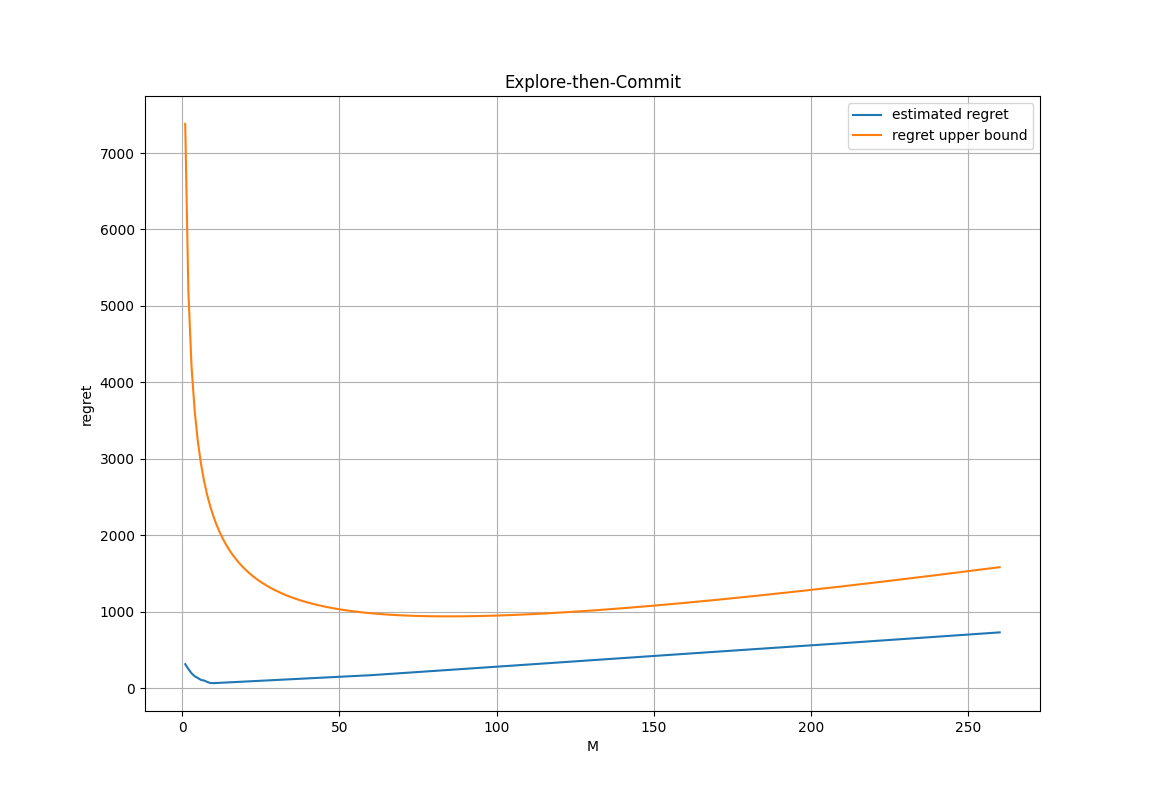 Explore-then-Commit
estimated regret
regret upper bound
7000
6000
5000
4000
3000
2000
1000
0
regret
0 50 100 150 200 250
M